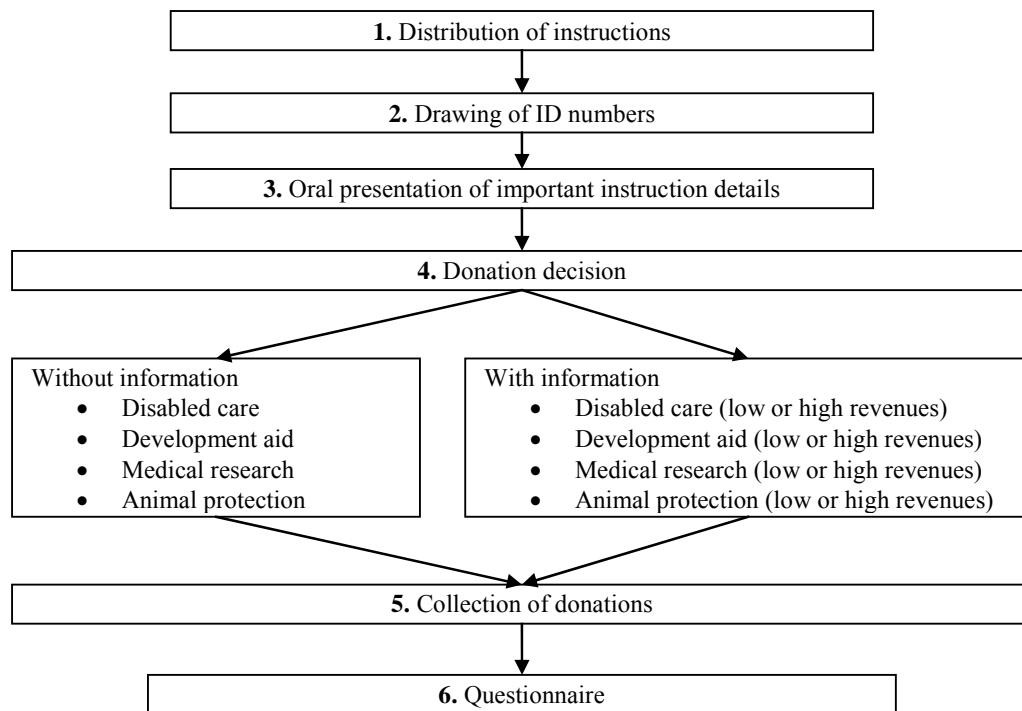 1. Distribution of instructions
2. Drawing of ID numbers
3. Oral presentation of important instruction details
4. Donation decision
Without information
• Disabled care
• Development aid
• Medical research
• Animal protection
With information
• Disabled care (low or high revenues)
• Development aid (low or high revenues)
• Medical research (low or high revenues)
• Animal protection (low or high revenues)
5. Collection of donations
6. Questionnaire